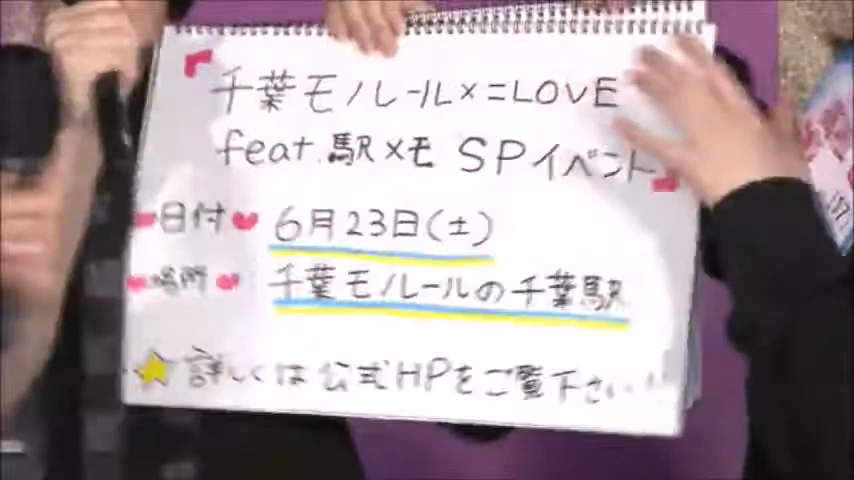 「千葉モノレール×=LOVE
feat.駅×モ SPイベント」
日付 6月23日(土)
場所 千葉モノレールの千葉駅
詳しくは公式HPをご覧下さい!!